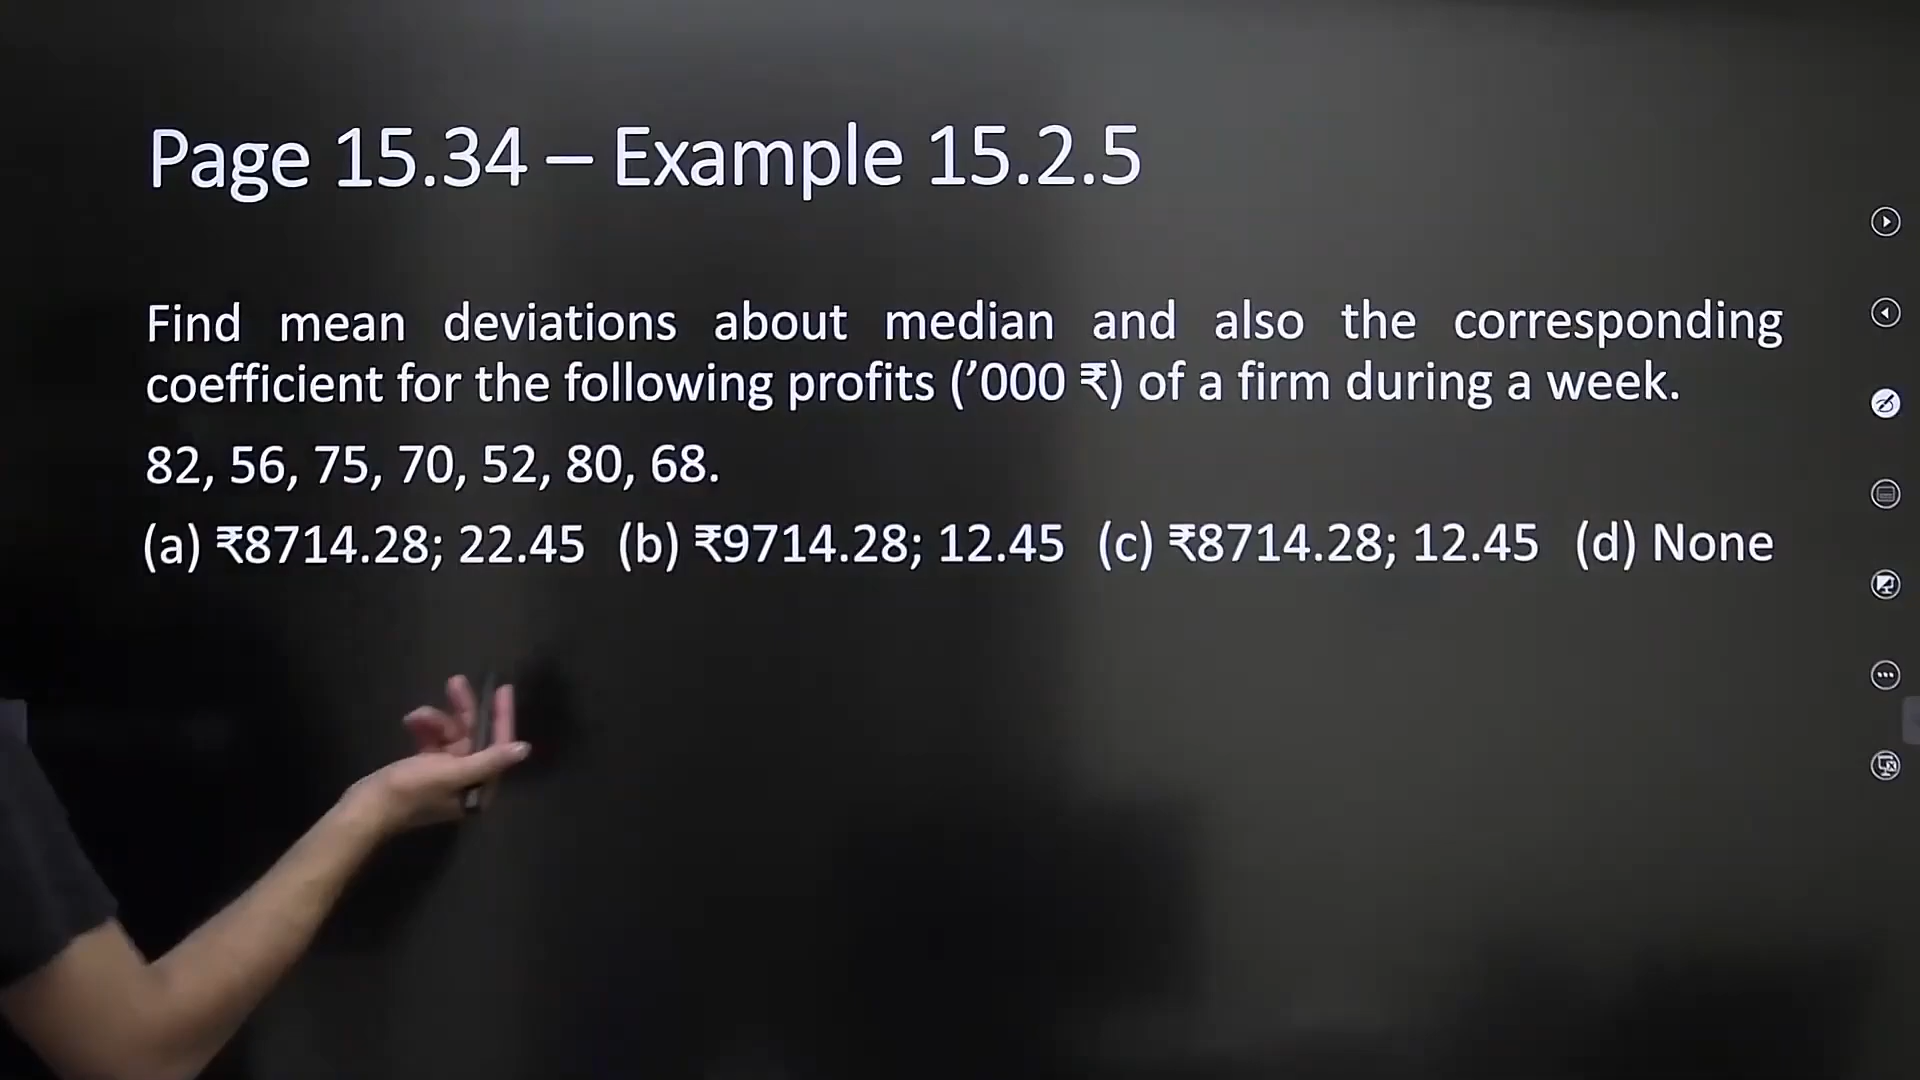 Page 15.34 – Example 15.2.5
Find mean deviations about median and also the corresponding
coefficient for the following profits (’000 ₹) of a firm during a week.
82, 56, 75, 70, 52, 80, 68.
(a) ₹8714.28; 22.45 (b) ₹9714.28; 12.45 (c) ₹8714.28; 12.45 (d) None